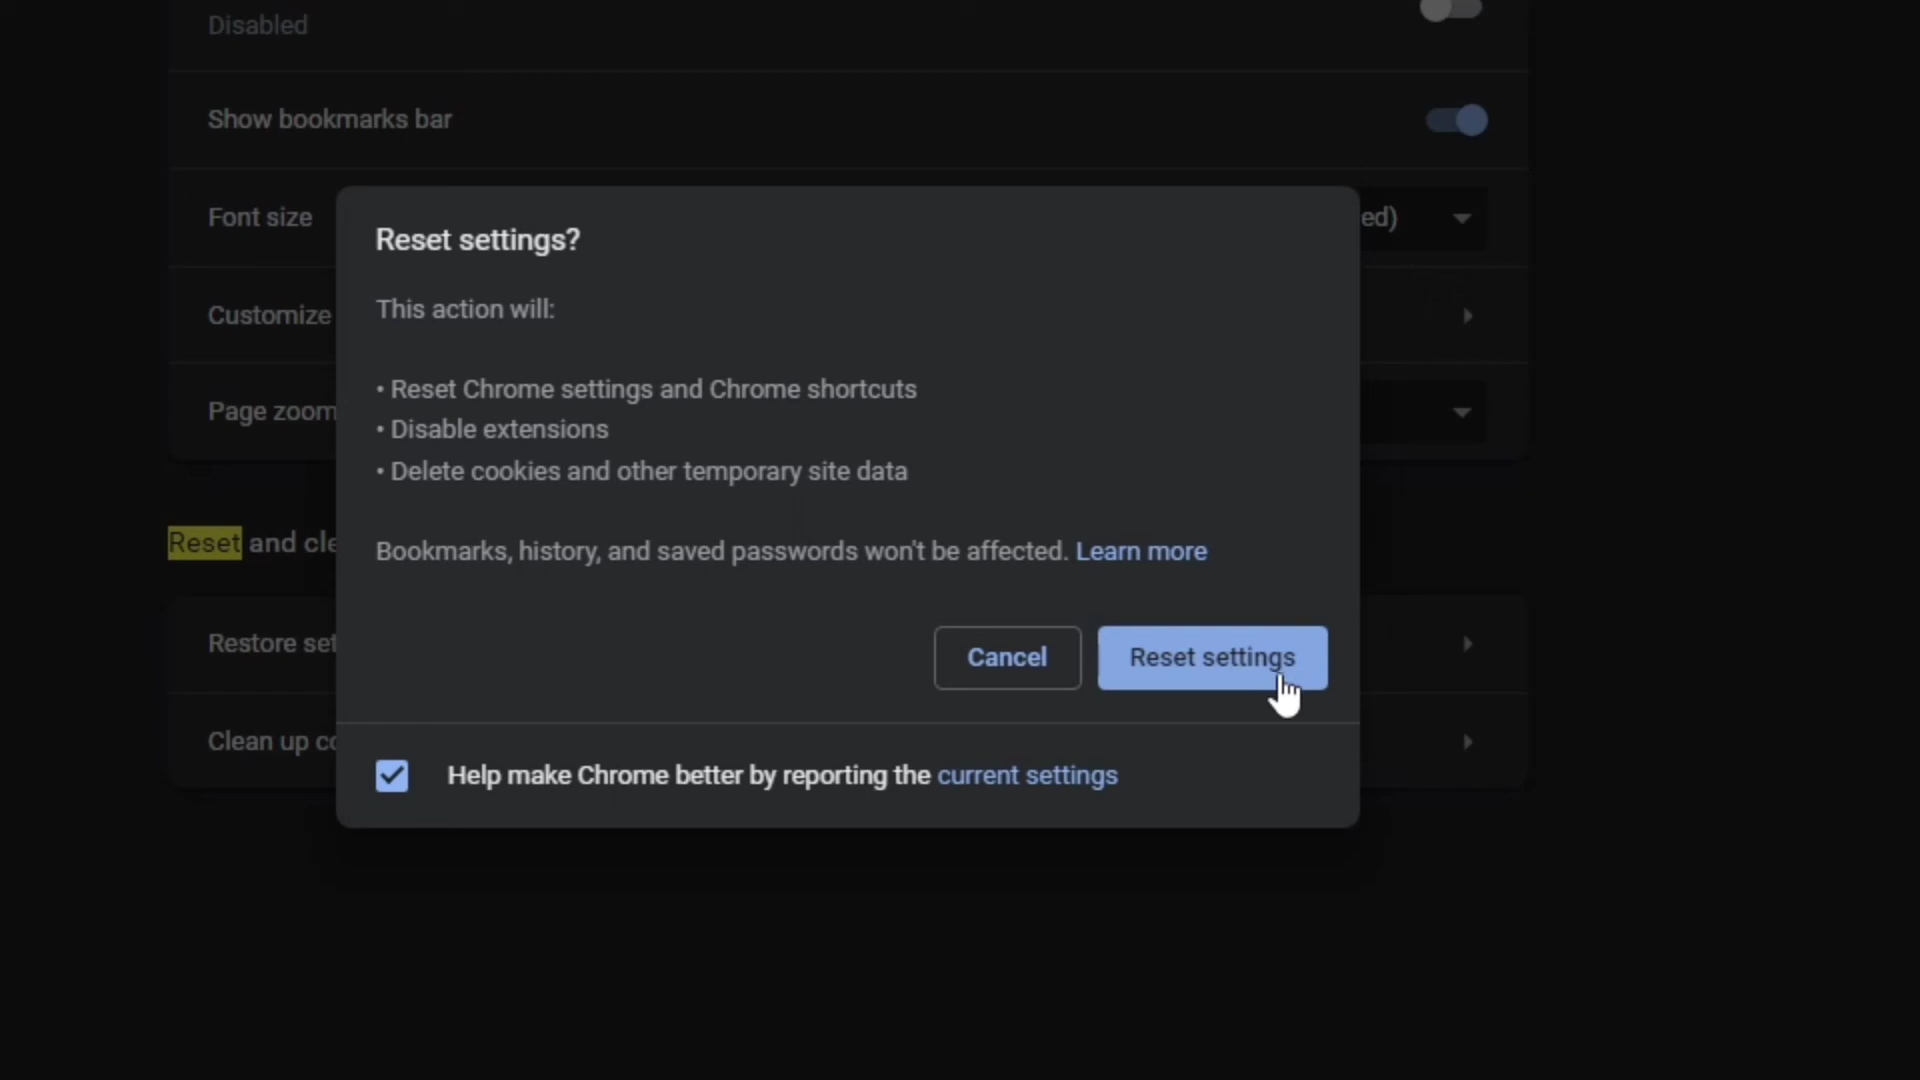 Disabled
Show bookmarks bar
Font size
ed)
Customize
Page zoom
Reset settings?
This action will:
• Reset Chrome settings and Chrome shortcuts
• Disable extensions
• Delete cookies and other temporary site data
Bookmarks, history, and saved passwords won't be affected. Learn more
Cancel
Reset settings
Reset and cle
Restore set
Clean up co
Help make Chrome better by reporting the current settings